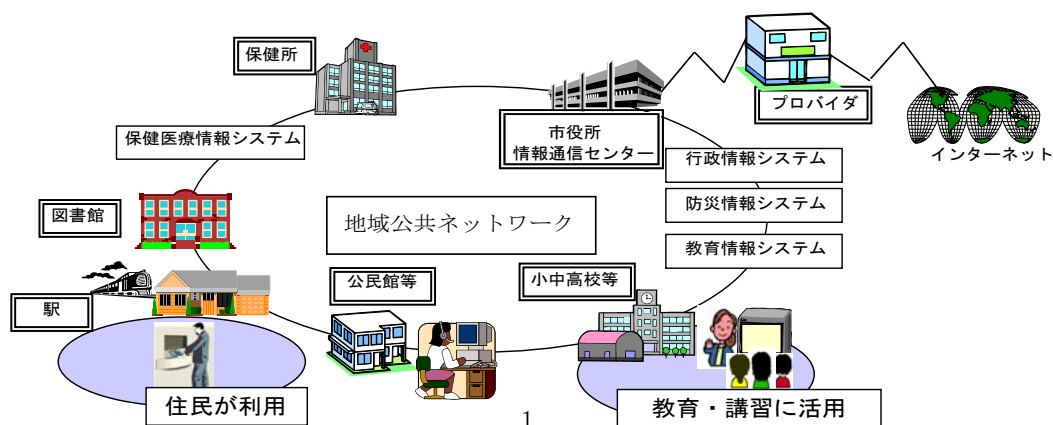 保健所
プロバイダ
市役所
情報通信センター
インターネット
保健医療情報システム
行政情報システム
図書館
防災情報システム
地域公共ネットワーク
教育情報システム
公民館等
小中高校等
駅
住民が利用
教育・講習に活用
1